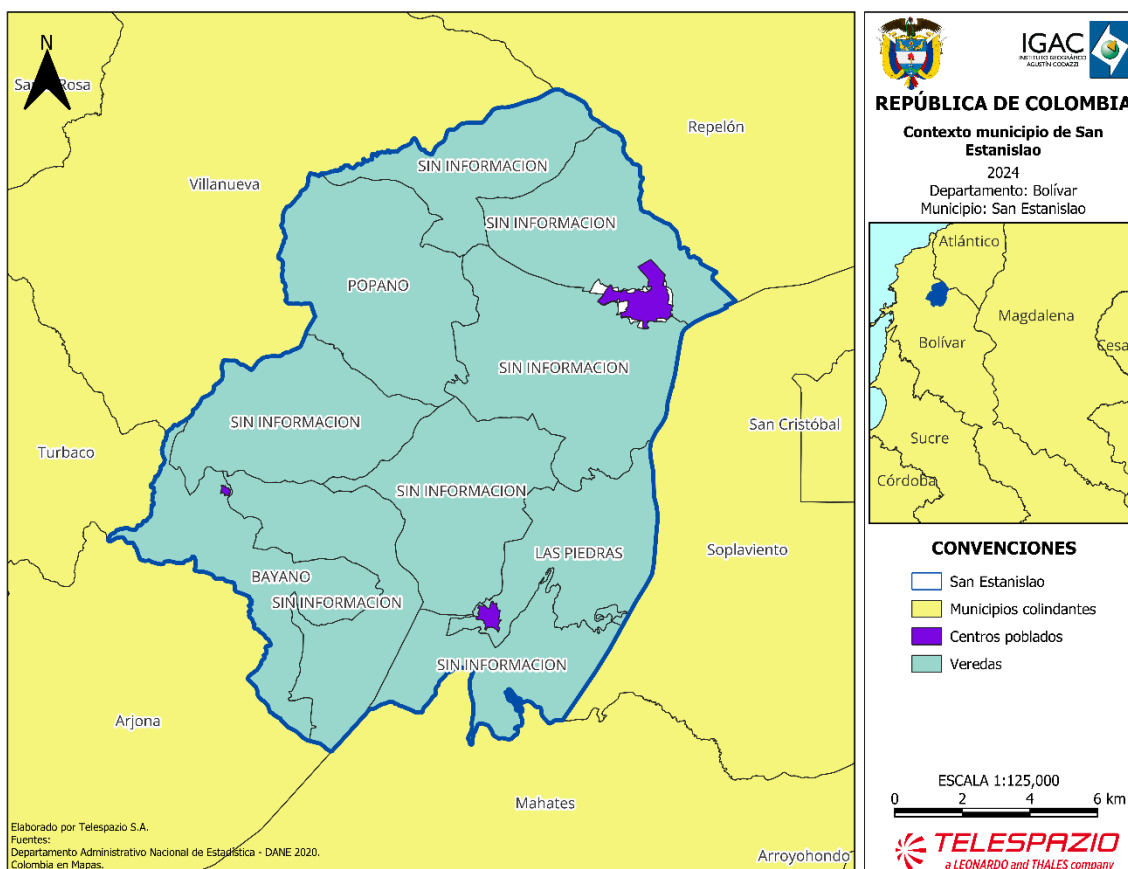 N
Santa Rosa
Repelón
Villanueva
SIN INFORMACION
SIN INFORMACION
POPANO
SIN INFORMACION
SIN INFORMACION
San Cristóbal
Turbaco
SIN INFORMACION
LAS PIEDRAS
Soplaviento
BAYANO
SIN INFORMACION
SIN INFORMACION
Arjona
Mahates
Arroyohondo
Elaborado por Telespazio S.A.
Fuentes:
Departamento Administrativo Nacional de Estadística - DANE 2020.
Colombia en Mapas.
IGAC
INSTITUTO GEOGRÁFICO
AGUSTÍN CODAZZI
REPÚBLICA DE COLOMBIA
Contexto municipio de San
Estanislao
2024
Departamento: Bolívar
Municipio: San Estanislao
Atlántico
Magdalena
Bolívar
Cesa
Sucre
Córdoba
CONVENCIONES
San Estanislao
Municipios colindantes
Centros poblados
Veredas
ESCALA 1:125,000
0 2 4 6 km
TELESPAZIO
a LEONARDO and THALES company